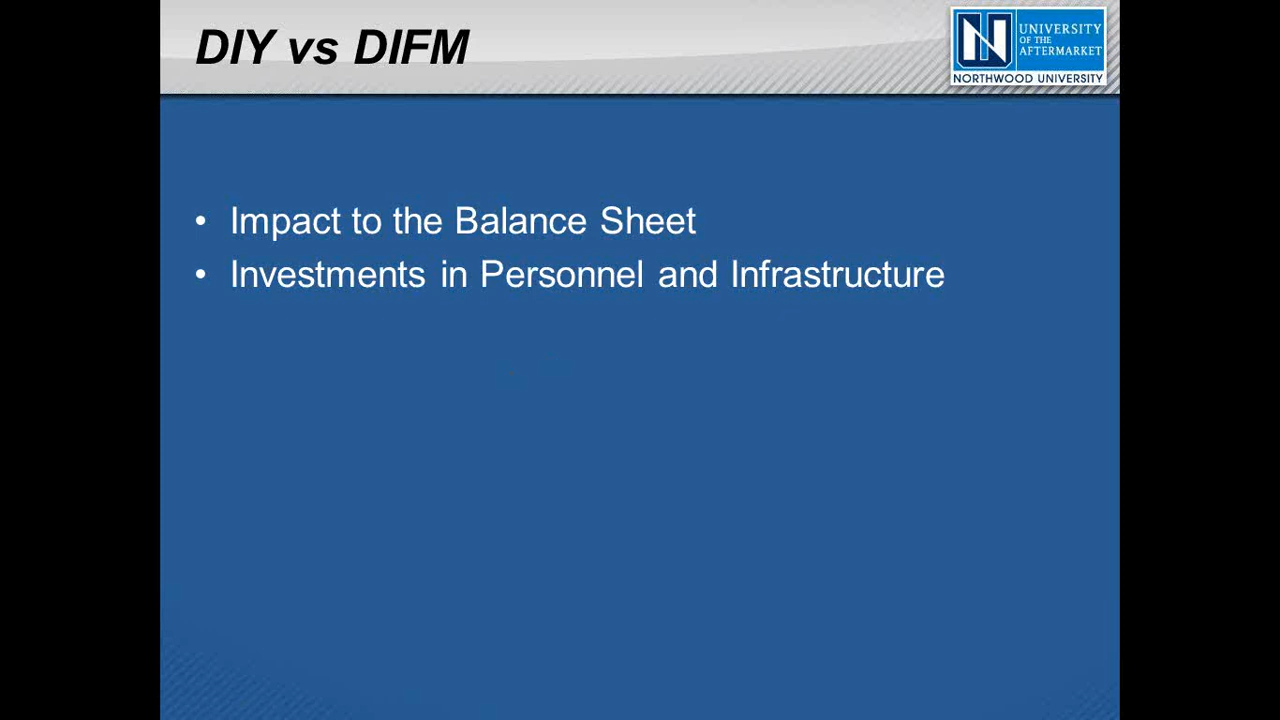 DIY vs DIFM
N
UNIVERSITY
OF THE
AFTERMARKET
NORTHWOOD UNIVERSITY
• Impact to the Balance Sheet
• Investments in Personnel and Infrastructure